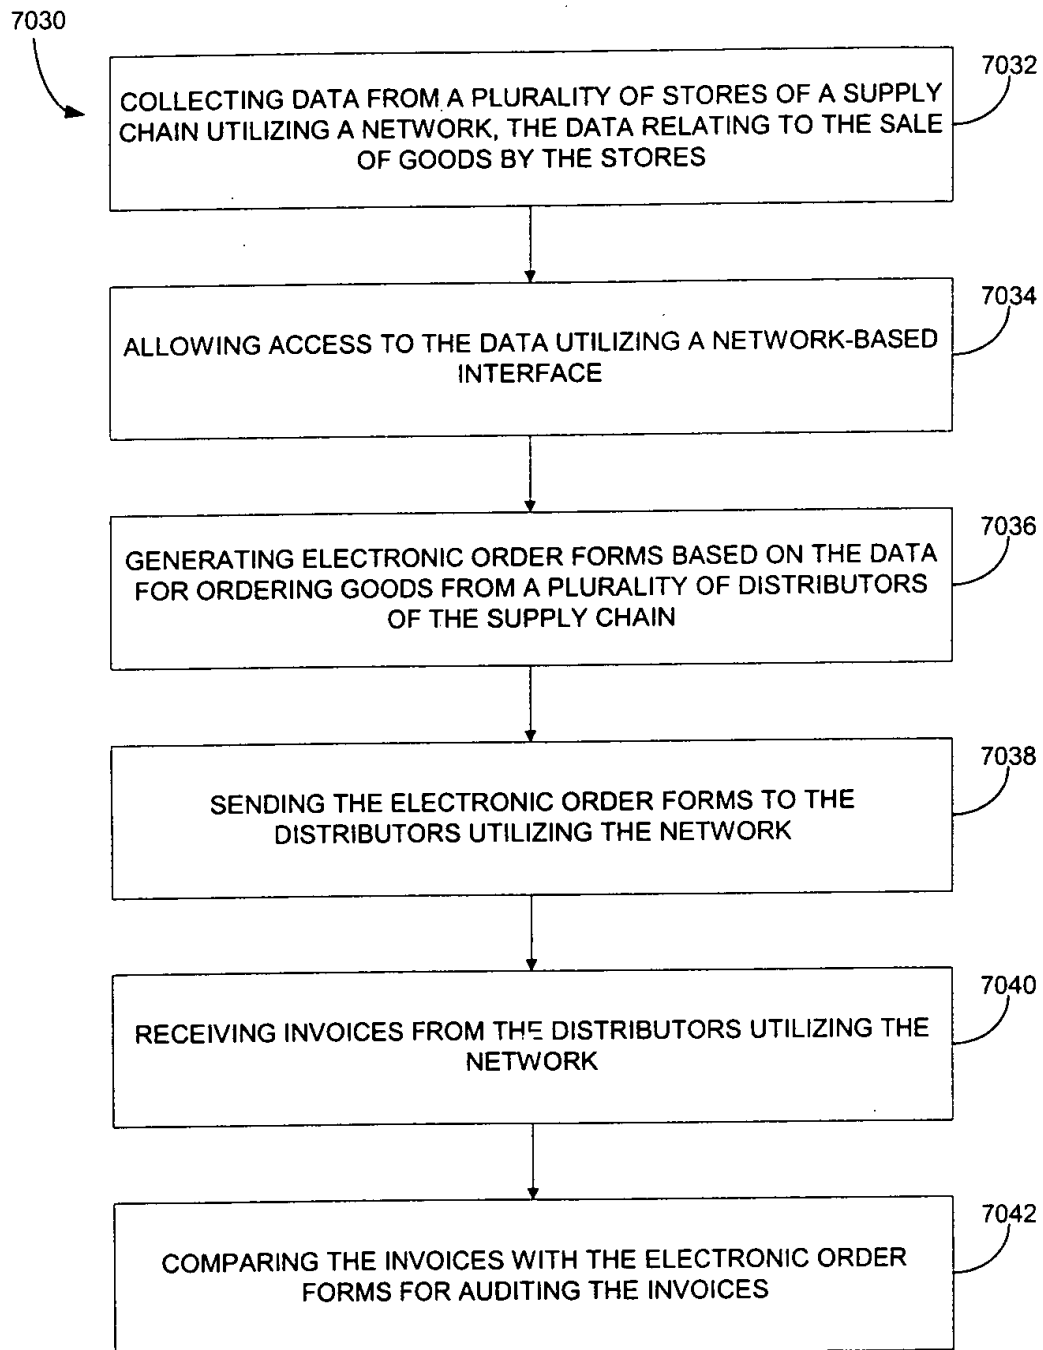 7030
7032
COLLECTING DATA FROM A PLURALITY OF STORES OF A SUPPLY
CHAIN UTILIZING A NETWORK, THE DATA RELATING TO THE SALE
OF GOODS BY THE STORES
7034
ALLOWING ACCESS TO THE DATA UTILIZING A NETWORK-BASED
INTERFACE
7036
GENERATING ELECTRONIC ORDER FORMS BASED ON THE DATA
FOR ORDERING GOODS FROM A PLURALITY OF DISTRIBUTORS
OF THE SUPPLY CHAIN
7038
SENDING THE ELECTRONIC ORDER FORMS TO THE
DISTRIBUTORS UTILIZING THE NETWORK
7040
RECEIVING INVOICES FROM THE DISTRIBUTORS UTILIZING THE
NETWORK
7042
COMPARING THE INVOICES WITH THE ELECTRONIC ORDER
FORMS FOR AUDITING THE INVOICES